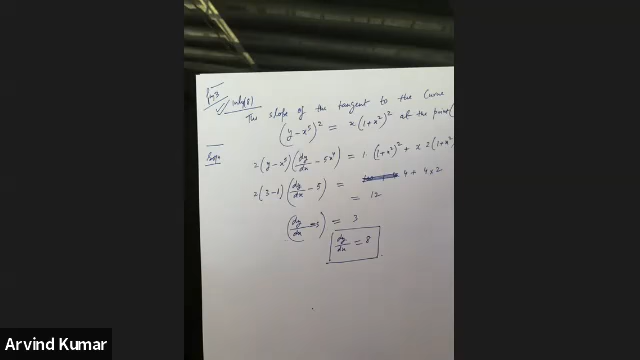 The slope of the tangent to the curve
(y - x⁵)² = x(1+x²)² at the point (
Soln
2(y - x⁵)(dy/dx - 5x⁴) = 1·(1+x²)² + x 2(1+x²)
2(3-1)(dy/dx - 5) = 4 + 4×2
= 12
(dy/dx - 5) = 3
dy/dx = 8
Arvind Kumar